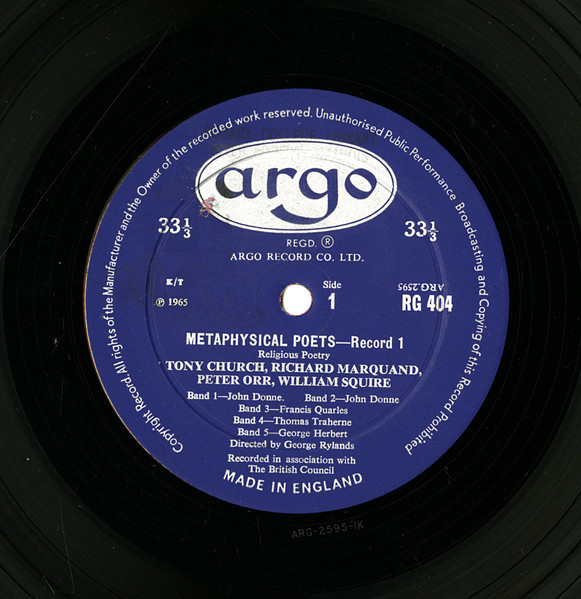 Copyright Record All rights of the Manufacturer and the Owner of the recorded work reserved. Unauthorised Public Performance Broadcasting and Copying of this Record Prohibited
argo
33 1/3
33 1/3
REGD. ®
ARGO RECORD CO. LTD.
K/T
Side
ARG.2595
℗ 1965
1
RG 404
METAPHYSICAL POETS—Record 1
Religious Poetry
TONY CHURCH, RICHARD MARQUAND,
PETER ORR, WILLIAM SQUIRE
Band 1—John Donne. Band 2—John Donne
Band 3—Francis Quarles
Band 4—Thomas Traherne
Band 5—George Herbert
Directed by George Rylands
Recorded in association with
The British Council
MADE IN ENGLAND
ARG-2595-1K